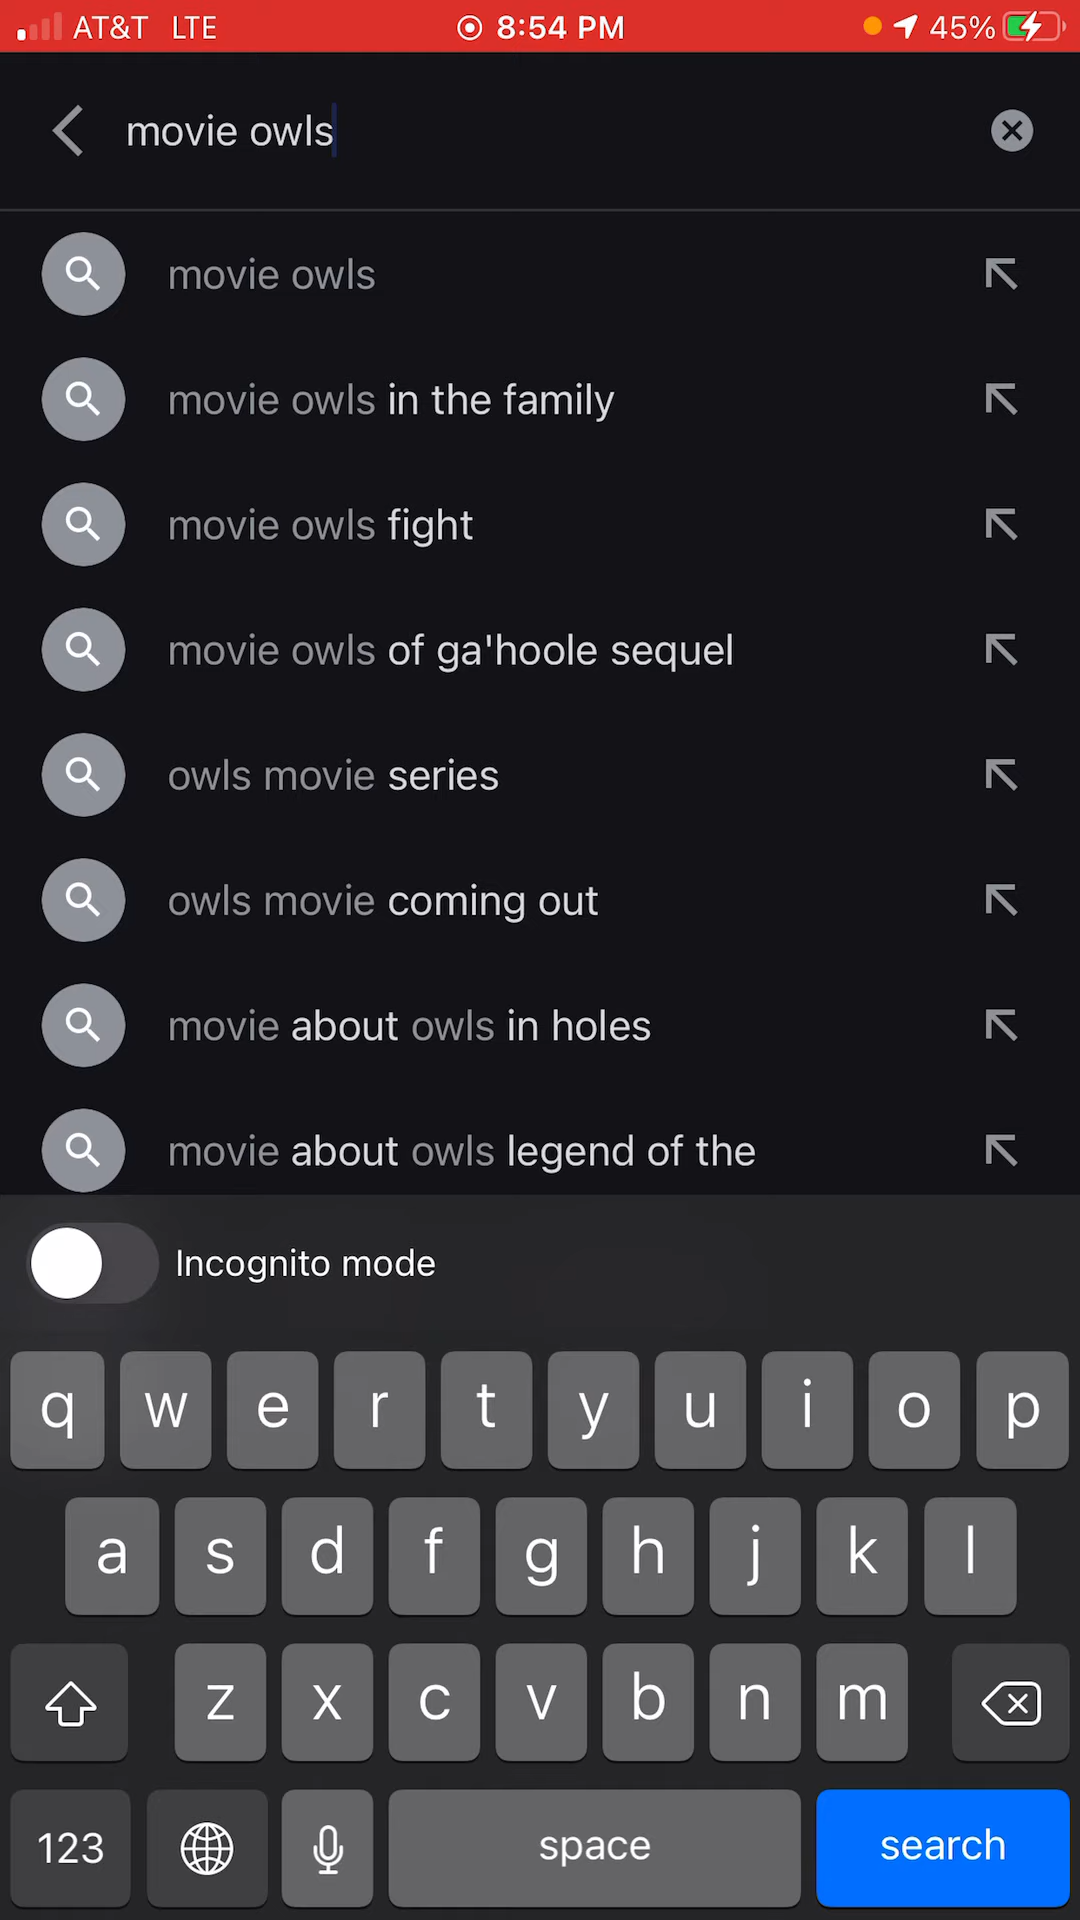 AT&T LTE 8:54 PM 45%
movie owls
movie owls
movie owls in the family
movie owls fight
movie owls of ga'hoole sequel
owls movie series
owls movie coming out
movie about owls in holes
movie about owls legend of the
Incognito mode
q w e r t y u i o p
a s d f g h j k l
z x c v b n m
123 space search